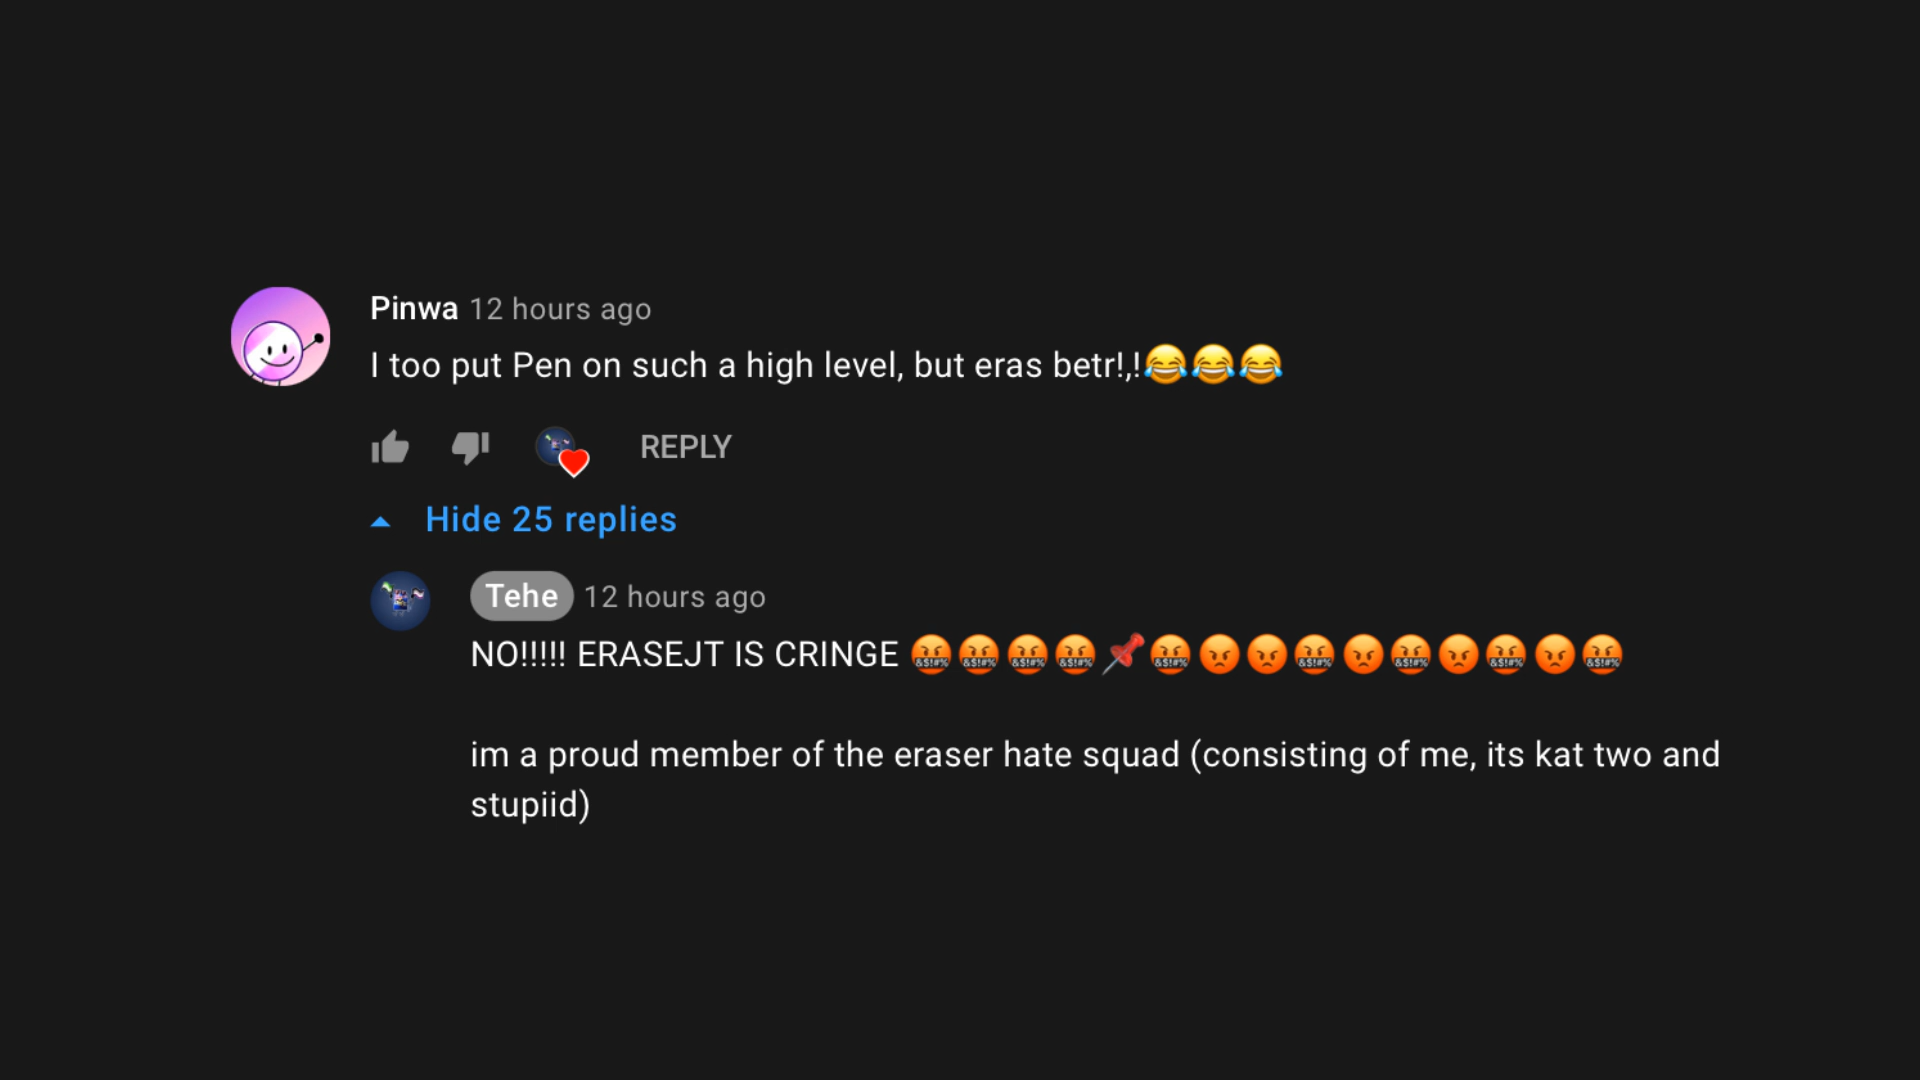 Pinwa 12 hours ago
I too put Pen on such a high level, but eras betr!,!😂😂😂
REPLY
Hide 25 replies
Tehe 12 hours ago
NO!!!!! ERASEJT IS CRINGE 🤬🤬🤬🤬📌🤬😡😡🤬😡🤬😡🤬😡🤬
im a proud member of the eraser hate squad (consisting of me, its kat two and
stupiid)